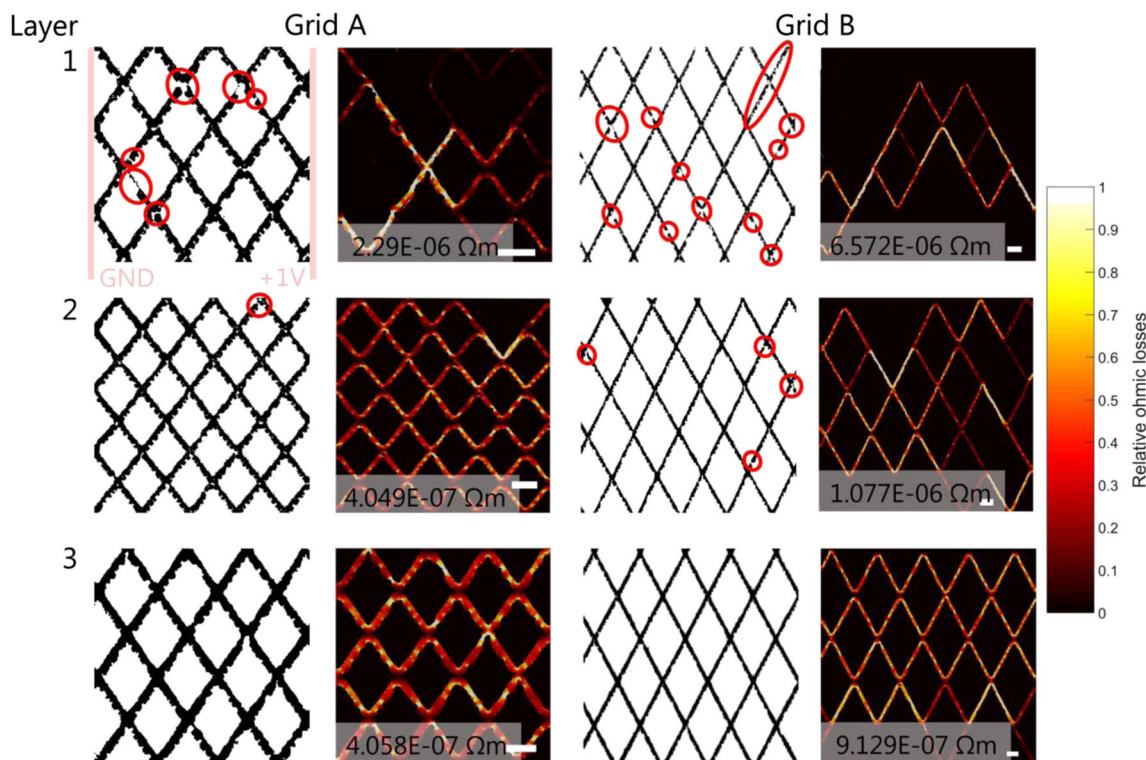 Layer
Grid A
Grid B
1
GND
+1V
2.29E-06 Ωm
6.572E-06 Ωm
2
4.049E-07 Ωm
1.077E-06 Ωm
3
4.058E-07 Ωm
9.129E-07 Ωm
1
0.9
0.8
0.7
0.6
0.5
0.4
0.3
0.2
0.1
0
Relative ohmic losses